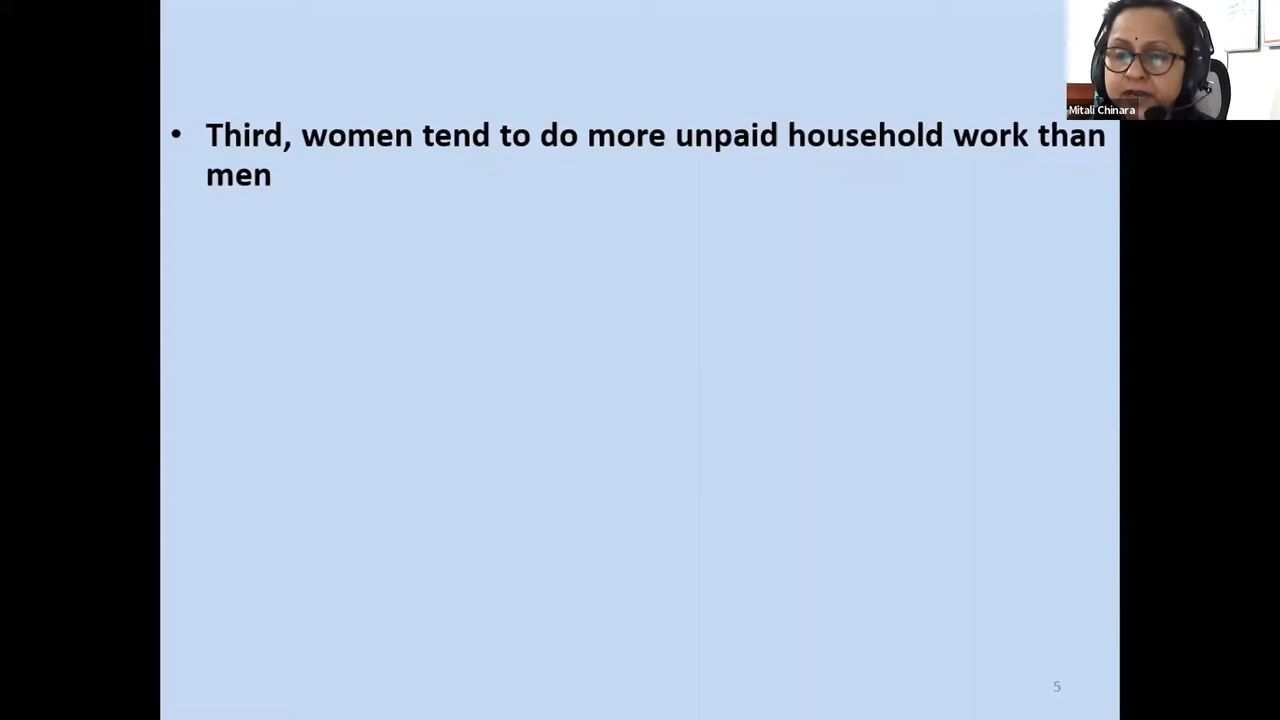 Mitali Chinara
• Third, women tend to do more unpaid household work than
men
5